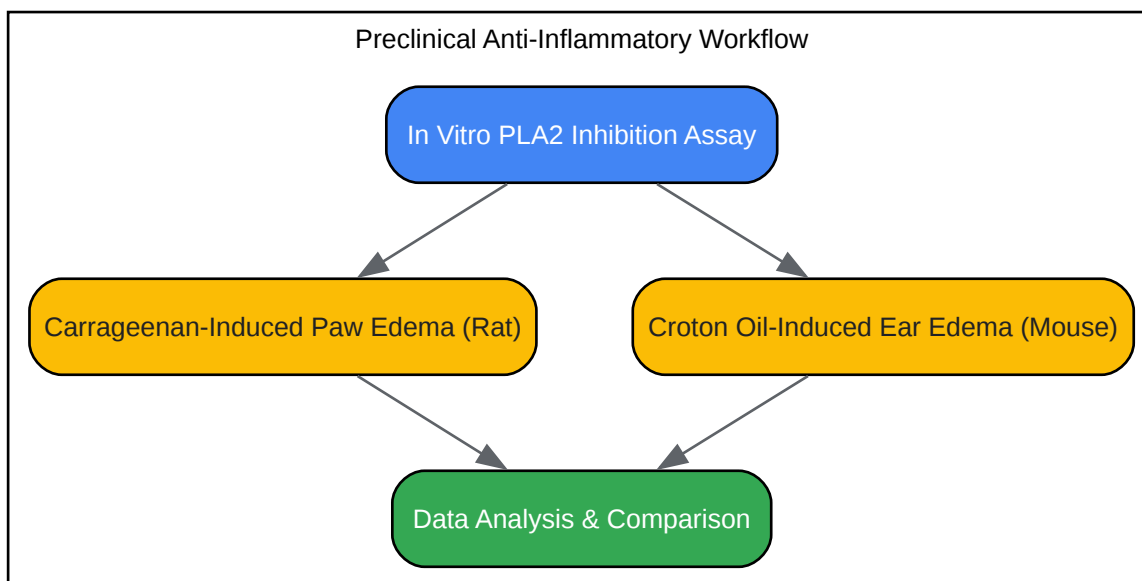 Preclinical Anti-Inflammatory Workflow
In Vitro PLA2 Inhibition Assay
Carrageenan-Induced Paw Edema (Rat)
Croton Oil-Induced Ear Edema (Mouse)
Data Analysis & Comparison